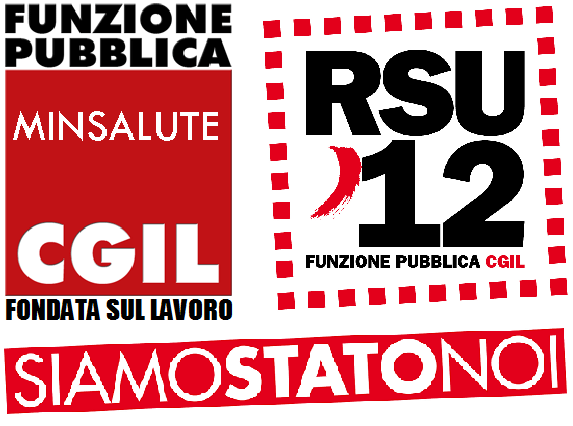 FUNZIONE
PUBBLICA
MINSALUTE
CGIL
FONDATA SUL LAVORO
RSU
'12
FUNZIONE PUBBLICA CGIL
SIAMOSTATONOI